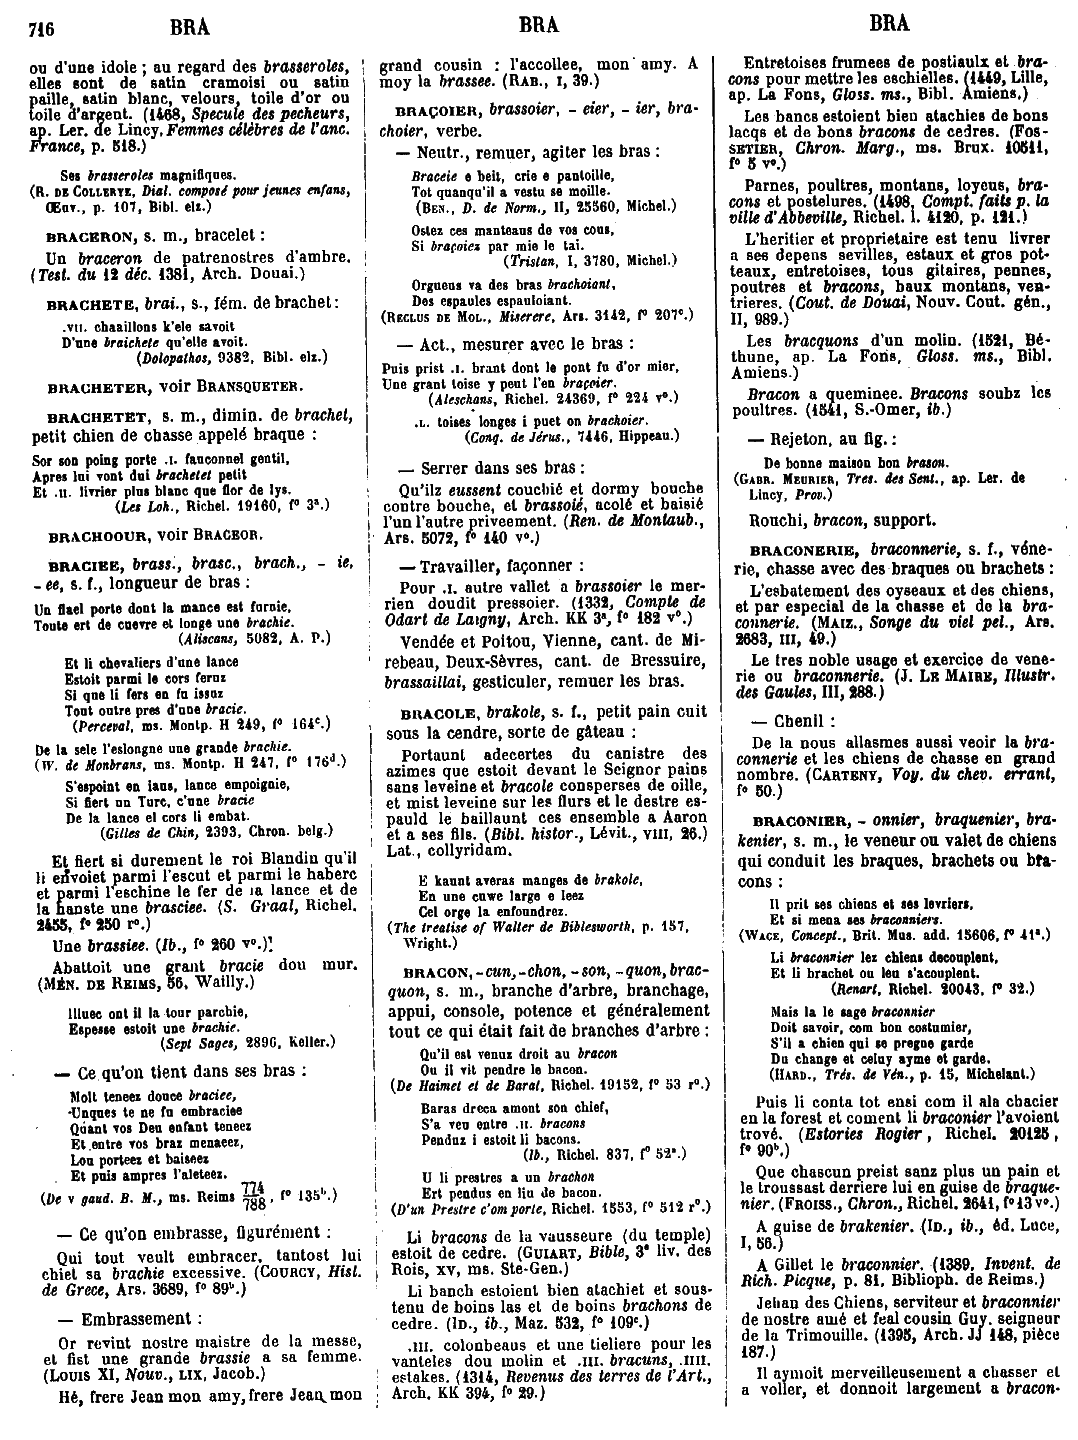 716 BRA BRA BRA
ou d'une idole ; au regard des brasseroles,
elles sont de satin cramoisi ou satin
paille, satin blanc, velours, toile d'or ou
toile d'argent. (1468, Specule des pecheurs,
ap. Ler. de Lincy, Femmes célèbres de l'anc.
France, p. 518.)
Ses brasseroles magnifiques.
(R. DE COLLERYE, Dial. composé pour jeunes enfans,
Œuv., p. 107, Bibl. elz.)
BRACERON, s. m., bracelet :
Un braceron de patrenostres d'ambre.
(Test. du 12 déc. 1381, Arch. Douai.)
BRACHETE, brai., s., fém. de brachet :
.VII. chaaillons k'ele savoit
D'une braichete qu'elle avoit.
(Dolopathos, 9382, Bibl. elz.)
BRACHETER, voir BRANSQUETER.
BRACHETET, s. m., dimin. de brachet,
petit chien de chasse appelé braque :
Sor son poing porte .I. fauconnel gentil,
Apres lui vont dui brachetet petit
Et .II. livrier plus blanc que flor de lys.
(Les Loh., Richel. 19160, f° 3ª.)
BRACHOOUR, voir BRACEOR.
BRACIEE, brass., brasc., brach., - ie,
- ee, s. f., longueur de bras :
Un flael porte dont la mance est furnie,
Toute ert de cuevre et longe une brachie.
(Aliscans, 5082, A. P.)
Et li chevaliers d'une lance
Estoit parmi le cors feruz
Si que li fers en fu issuz
Tout outre pres d'une bracie.
(Perceval, ms. Montp. H 249, f° 164ᶜ.)
De la sele l'eslongne une grande brachie.
(W. de Monbrans, ms. Montp. H 247, f° 176ᵈ.)
S'espoint en lans, lance empoignie,
Si fiert un Turc, c'une bracie
De la lance el cors li embat.
(Gilles de Chin, 2393, Chron. belg.)
Et fiert si durement le roi Blandin qu'il
li envoiet parmi l'escut et parmi le haberc
et parmi l'eschine le fer de la lance et de
la hanste une brasciee. (S. Graal, Richel.
2455, f° 250 r°.)
Une brassiee. (Ib., f° 260 v°.)
Abattoit une grant bracie dou mur.
(MÉN. DE REIMS, 56, Wailly.)
Illuec ont il la tour parchie,
Espesse estoit une brachie.
(Sept Sages, 2896, Keller.)
— Ce qu'on tient dans ses bras :
Molt teneez douce braciee,
Unques te ne fu embraciee
Quant vos Deu enfant teneez
Et entre vos braz menaeez,
Lou porteez et baiseez
Et puis ampres l'aleteez.
(De v gaud. B. M., ms. Reims 774/788, f° 135ᵇ.)
— Ce qu'on embrasse, figurément :
Qui tout veult embracer, tantost lui
chiet sa brachie excessive. (COURCY, Hist.
de Grece, Ars. 3689, f° 89ᵇ.)
— Embrassement :
Or revint nostre maistre de la messe,
et fist une grande brassie a sa femme.
(LOUIS XI, Nouv., LIX, Jacob.)
Hé, frere Jean mon amy, frere Jean mon
grand cousin : l'accollee, mon amy. A
moy la brassee. (RAB., I, 39.)
BRAÇOIER, brassoier, - eier, - ier, bra-
choier, verbe.
— Neutr., remuer, agiter les bras :
Braceie e beit, crie e pantoille,
Tot quanqu'il a vestu se moille.
(BEN., D. de Norm., II, 25560, Michel.)
Ostez ces manteaus de vos cous,
Si braçoiez par mie le tai.
(Tristan, I, 3780, Michel.)
Orgueus va des bras brachoiant,
Des espaules espauloiant.
(RECLUS DE MOL., Miserere, Ars. 3142, f° 207ᶜ.)
— Act., mesurer avec le bras :
Puis prist .I. brant dont le pont fu d'or mier,
Une grant toise y peut l'en braçoier.
(Aleschans, Richel. 24369, f° 224 v°.)
.L. toises longes i puet on brachoier.
(Conq. de Jérus., 7446, Hippeau.)
— Serrer dans ses bras :
Qu'ilz eussent couchié et dormy bouche
contre bouche, et brassoié, acolé et baisié
l'un l'autre priveement. (Ren. de Montaub.,
Ars. 5072, f° 140 v°.)
— Travailler, façonner :
Pour .I. autre vallet a brassoier le mer-
rien doudit pressoier. (1332, Compte de
Odart de Laigny, Arch. KK 3ª, f° 182 v°.)
Vendée et Poitou, Vienne, cant. de Mi-
rebeau, Deux-Sèvres, cant. de Bressuire,
brassaillai, gesticuler, remuer les bras.
BRACOLE, brakole, s. f., petit pain cuit
sous la cendre, sorte de gâteau :
Portaunt adecertes du canistre des
azimes que estoit devant le Seignor pains
sans leveine et bracole consperses de oille,
et mist leveine sur les flurs et le destre es-
pauld le baillaunt ces ensemble a Aaron
et a ses fils. (Bibl. histor., Lévit., VIII, 26.)
Lat., collyridam.
E kaunt averas manges de brakole,
En une cuwe large e leez
Cel orge la enfoundrez.
(The treatise of Walter de Biblesworth, p. 157,
Wright.)
BRACON, - cun, - chon, - son, - quon, brac-
quon, s. m., branche d'arbre, branchage,
appui, console, potence et généralement
tout ce qui était fait de branches d'arbre :
Qu'il est venuz droit au bracon
Ou il vit pendre le bacon.
(De Haimet et de Barat, Richel. 19152, f° 53 r°.)
Baras dreca amont son chief,
S'a veu entre .II. bracons
Penduz i estoit li bacons.
(Ib., Richel. 837, f° 52ª.)
U li prestres a un brachon
Ert pendus en liu de bacon.
(D'un Prestre c'om porte, Richel. 1553, f° 512 r°.)
Li bracons de la vausseure (du temple)
estoit de cedre. (GUIART, Bible, 3ᵉ liv. des
Rois, XV, ms. Ste-Gen.)
Li banch estoient bien atachiet et sous-
tenu de boins las et de boins brachons de
cedre. (ID., ib., Maz. 532, f° 109ᶜ.)
.III. colonbeaus et une tieliere pour les
vanteles dou molin et .III. bracuns, .IIII.
estakes. (1314, Revenus des terres de l'Art.,
Arch. KK 394, f° 29.)
Entretoises frumees de postiaulx et bra-
cons pour mettre les eschielles. (1449, Lille,
ap. La Fons, Gloss. ms., Bibl. Amiens.)
Les bancs estoient bien atachies de bons
lacqs et de bons bracons de cedres. (FOS-
SETIER, Chron. Marg., ms. Brux. 10511,
f° 5 v°.)
Parnes, poultres, montans, loyens, bra-
cons et postelures. (1498, Compt. faits p. la
ville d'Abbeville, Richel. l. 4120, p. 121.)
L'heritier et proprietaire est tenu livrer
a ses depens sevilles, estaux et gros pot-
teaux, entretoises, tous gitaires, pennes,
poutres et bracons, baux montans, ven-
trieres. (Cout. de Douai, Nouv. Cout. gén.,
II, 989.)
Les bracquons d'un molin. (1521, Bé-
thune, ap. La Fons, Gloss. ms., Bibl.
Amiens.)
Bracon a queminee. Bracons soubz les
poultres. (1541, S.-Omer, ib.)
— Rejeton, au fig. :
De bonne maison bon brason.
(GABR. MEURIER, Tres. des Sent., ap. Ler. de
Lincy, Prov.)
Rouchi, bracon, support.
BRACONERIE, braconnerie, s. f., véne-
rie, chasse avec des braques ou brachets :
L'esbatement des oyseaux et des chiens,
et par especial de la chasse et de la bra-
connerie. (MAIZ., Songe du viel pel., Ars.
2683, III, 49.)
Le tres noble usage et exercice de vene-
rie ou braconnerie. (J. LE MAIRE, Illustr.
des Gaules, III, 288.)
— Chenil :
De la nous allasmes aussi veoir la bra-
connerie et les chiens de chasse en grand
nombre. (CARTENY, Voy. du chev. errant,
f° 50.)
BRACONIER, - onnier, braquenier, bra-
kenier, s. m., le veneur ou valet de chiens
qui conduit les braques, brachets ou bra-
cons :
Il prit ses chiens et ses levriers,
Et si mena ses braconniers.
(WACE, Concept., Brit. Mus. add. 15606, f° 41ª.)
Li braconnier lez chiens decouplent,
Et li brachet ou leu s'acouplent.
(Renart, Richel. 20043, f° 32.)
Mais la le sage braconnier
Doit savoir, com bon costumier,
S'il a chien qui se pregne garde
Du change et celuy ayme et garde.
(HARD., Trés. de Vén., p. 15, Michelant.)
Puis li conta tot ensi com il ala chacier
en la forest et coment li braconier l'avoient
trové. (Estories Rogier, Richel. 20125,
f° 90ᵇ.)
Que chascun preist sanz plus un pain et
le troussast derriere lui en guise de braque-
nier. (FROISS., Chron., Richel. 2641, f° 13 v°.)
A guise de brakenier. (ID., ib., éd. Luce,
I, 56.)
A Gillet le braconnier. (1389, Invent. de
Rich. Picque, p. 81, Biblioph. de Reims.)
Jehan des Chiens, serviteur et braconnier
de nostre amé et feal cousin Guy, seigneur
de la Trimouille. (1395, Arch. JJ 148, pièce
187.)
Il aymoit merveilleusement a chasser et
a voller, et donnoit largement a bracon-